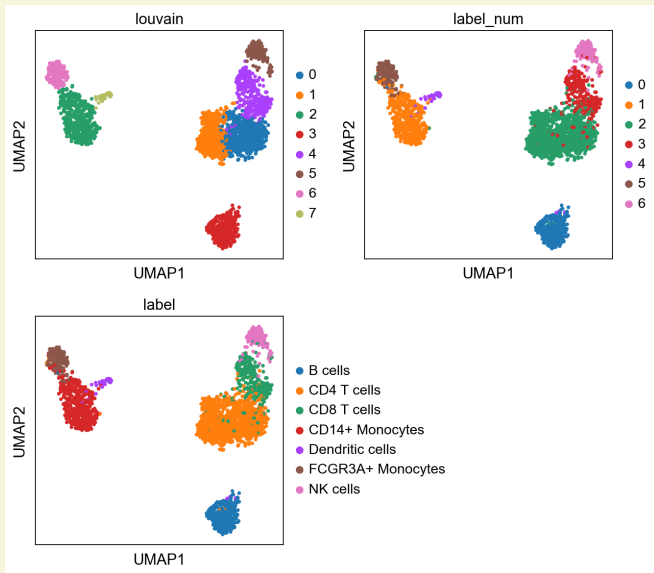 louvain
UMAP2
0
1
2
3
4
5
6
7
UMAP1
label_num
UMAP2
0
1
2
3
4
5
6
UMAP1
label
UMAP2
B cells
CD4 T cells
CD8 T cells
CD14+ Monocytes
Dendritic cells
FCGR3A+ Monocytes
NK cells
UMAP1